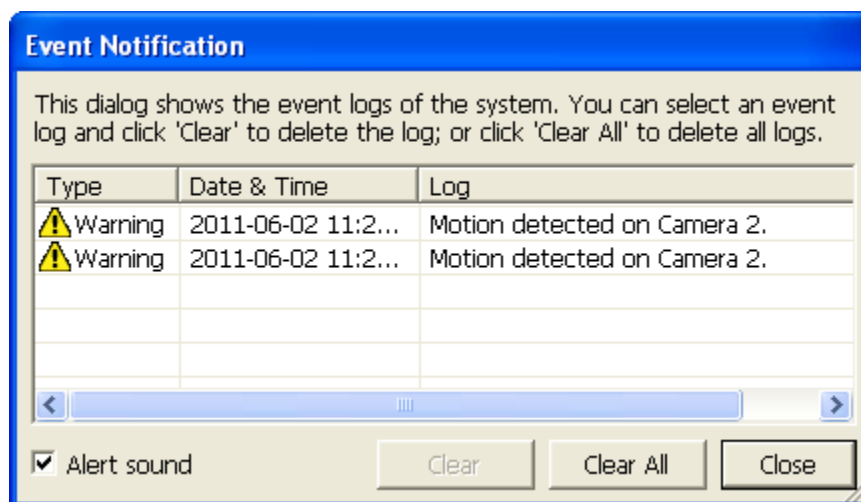 Event Notification
This dialog shows the event logs of the system. You can select an event
log and click 'Clear' to delete the log; or click 'Clear All' to delete all logs.
Type Date & Time Log
Warning 2011-06-02 11:2... Motion detected on Camera 2.
Warning 2011-06-02 11:2... Motion detected on Camera 2.
Alert sound Clear Clear All Close